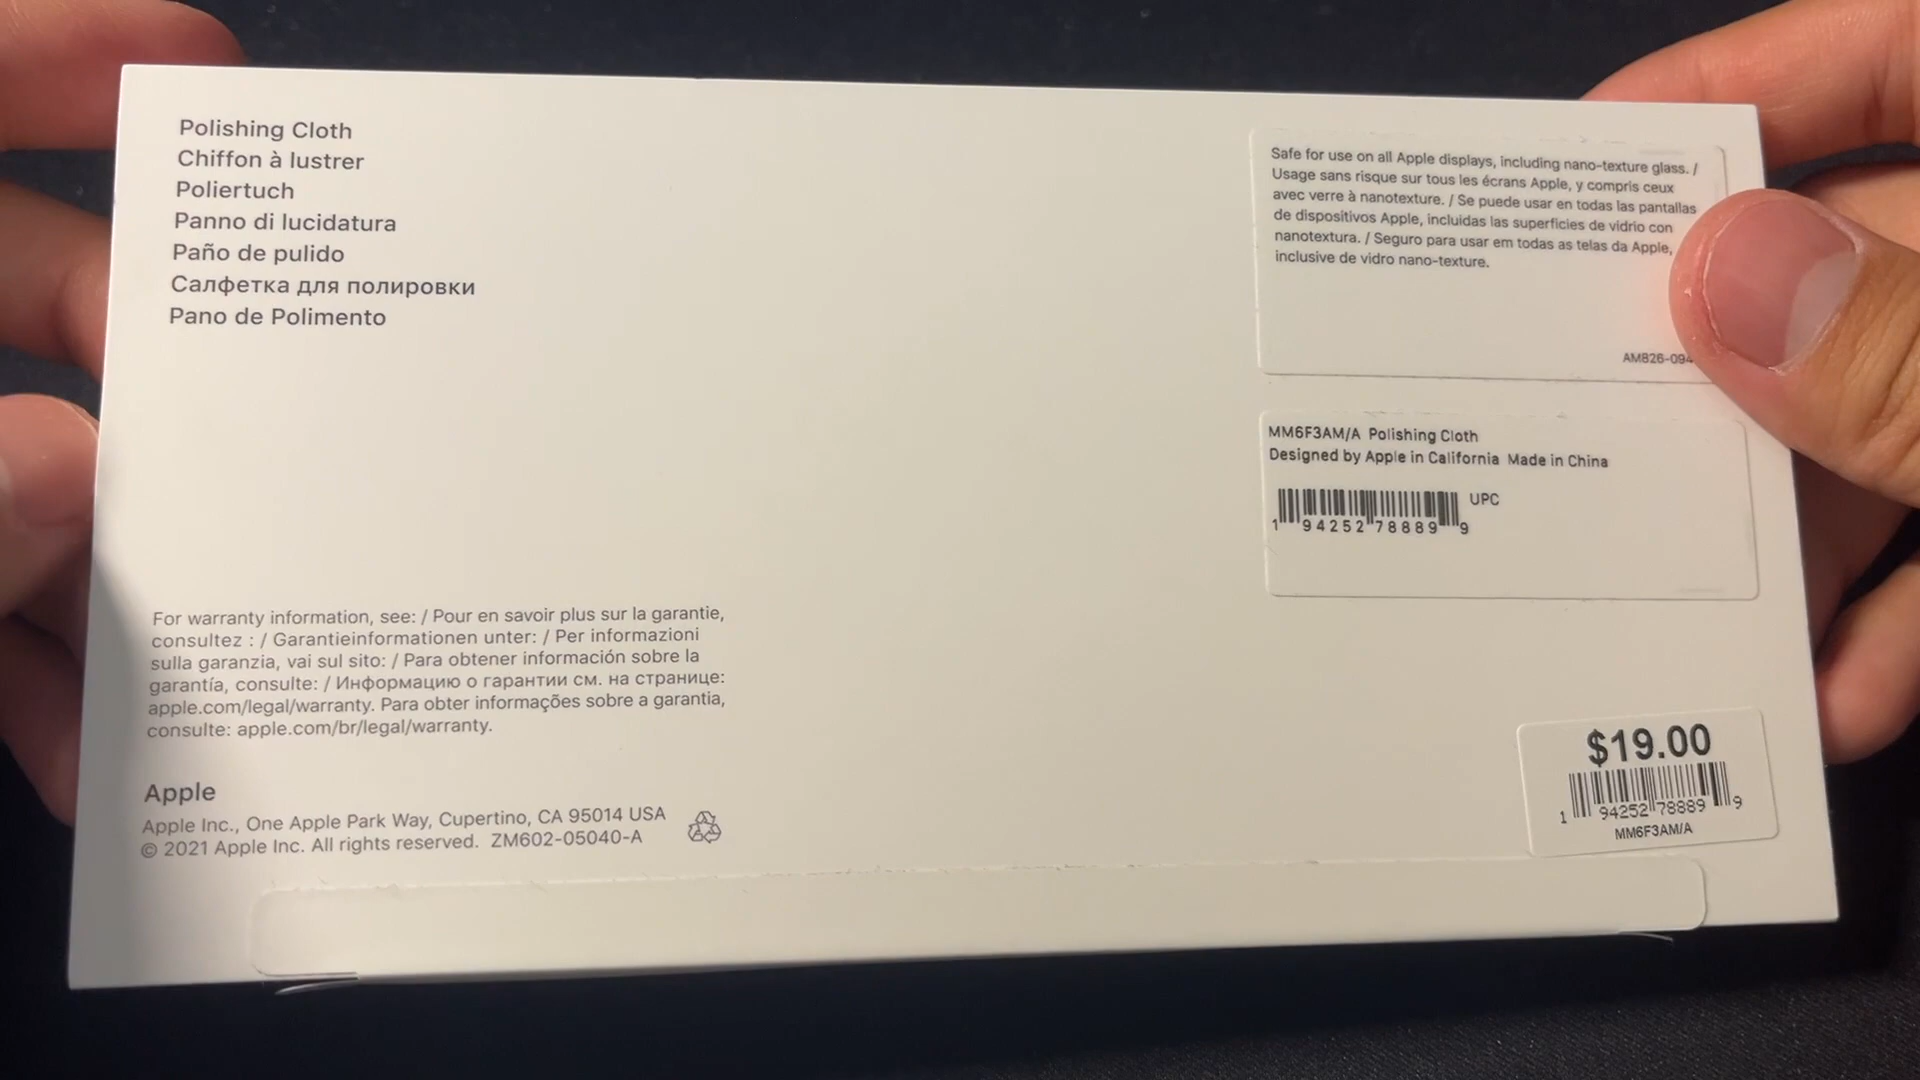 Polishing Cloth
Chiffon à lustrer
Poliertuch
Panno di lucidatura
Paño de pulido
Салфетка для полировки
Pano de Polimento
Safe for use on all Apple displays, including nano-texture glass. /
Usage sans risque sur tous les écrans Apple, y compris ceux
avec verre à nanotexture. / Se puede usar en todas las pantallas
de dispositivos Apple, incluidas las superficies de vidrio con
nanotextura. / Seguro para usar em todas as telas da Apple,
inclusive de vidro nano-texture.
AM826-094
MM6F3AM/A Polishing Cloth
Designed by Apple in California Made in China
UPC
1 94252 78889 9
For warranty information, see: / Pour en savoir plus sur la garantie,
consultez : / Garantieinformationen unter: / Per informazioni
sulla garanzia, vai sul sito: / Para obtener información sobre la
garantía, consulte: / Информацию о гарантии см. на странице:
apple.com/legal/warranty. Para obter informações sobre a garantia,
consulte: apple.com/br/legal/warranty.
Apple
Apple Inc., One Apple Park Way, Cupertino, CA 95014 USA
© 2021 Apple Inc. All rights reserved. ZM602-05040-A
$19.00
1 94252 78889 9
MM6F3AM/A